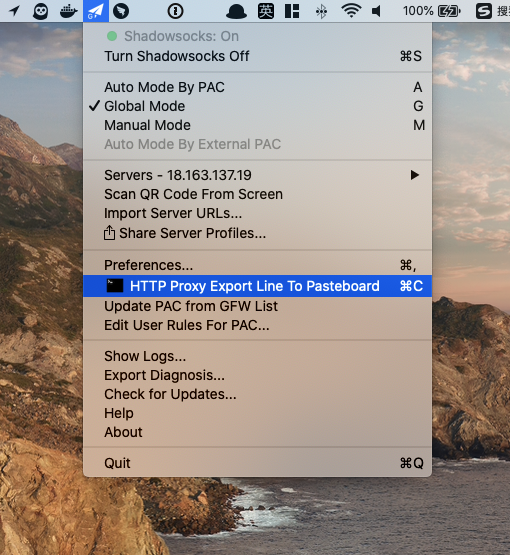 英 100% S 搜
Shadowsocks: On
Turn Shadowsocks Off ⌘S
Auto Mode By PAC A
✓ Global Mode G
Manual Mode M
Auto Mode By External PAC
Servers - 18.163.137.19
Scan QR Code From Screen
Import Server URLs...
Share Server Profiles...
Preferences... ⌘,
HTTP Proxy Export Line To Pasteboard ⌘C
Update PAC from GFW List
Edit User Rules For PAC...
Show Logs...
Export Diagnosis...
Check for Updates...
Help
About
Quit ⌘Q